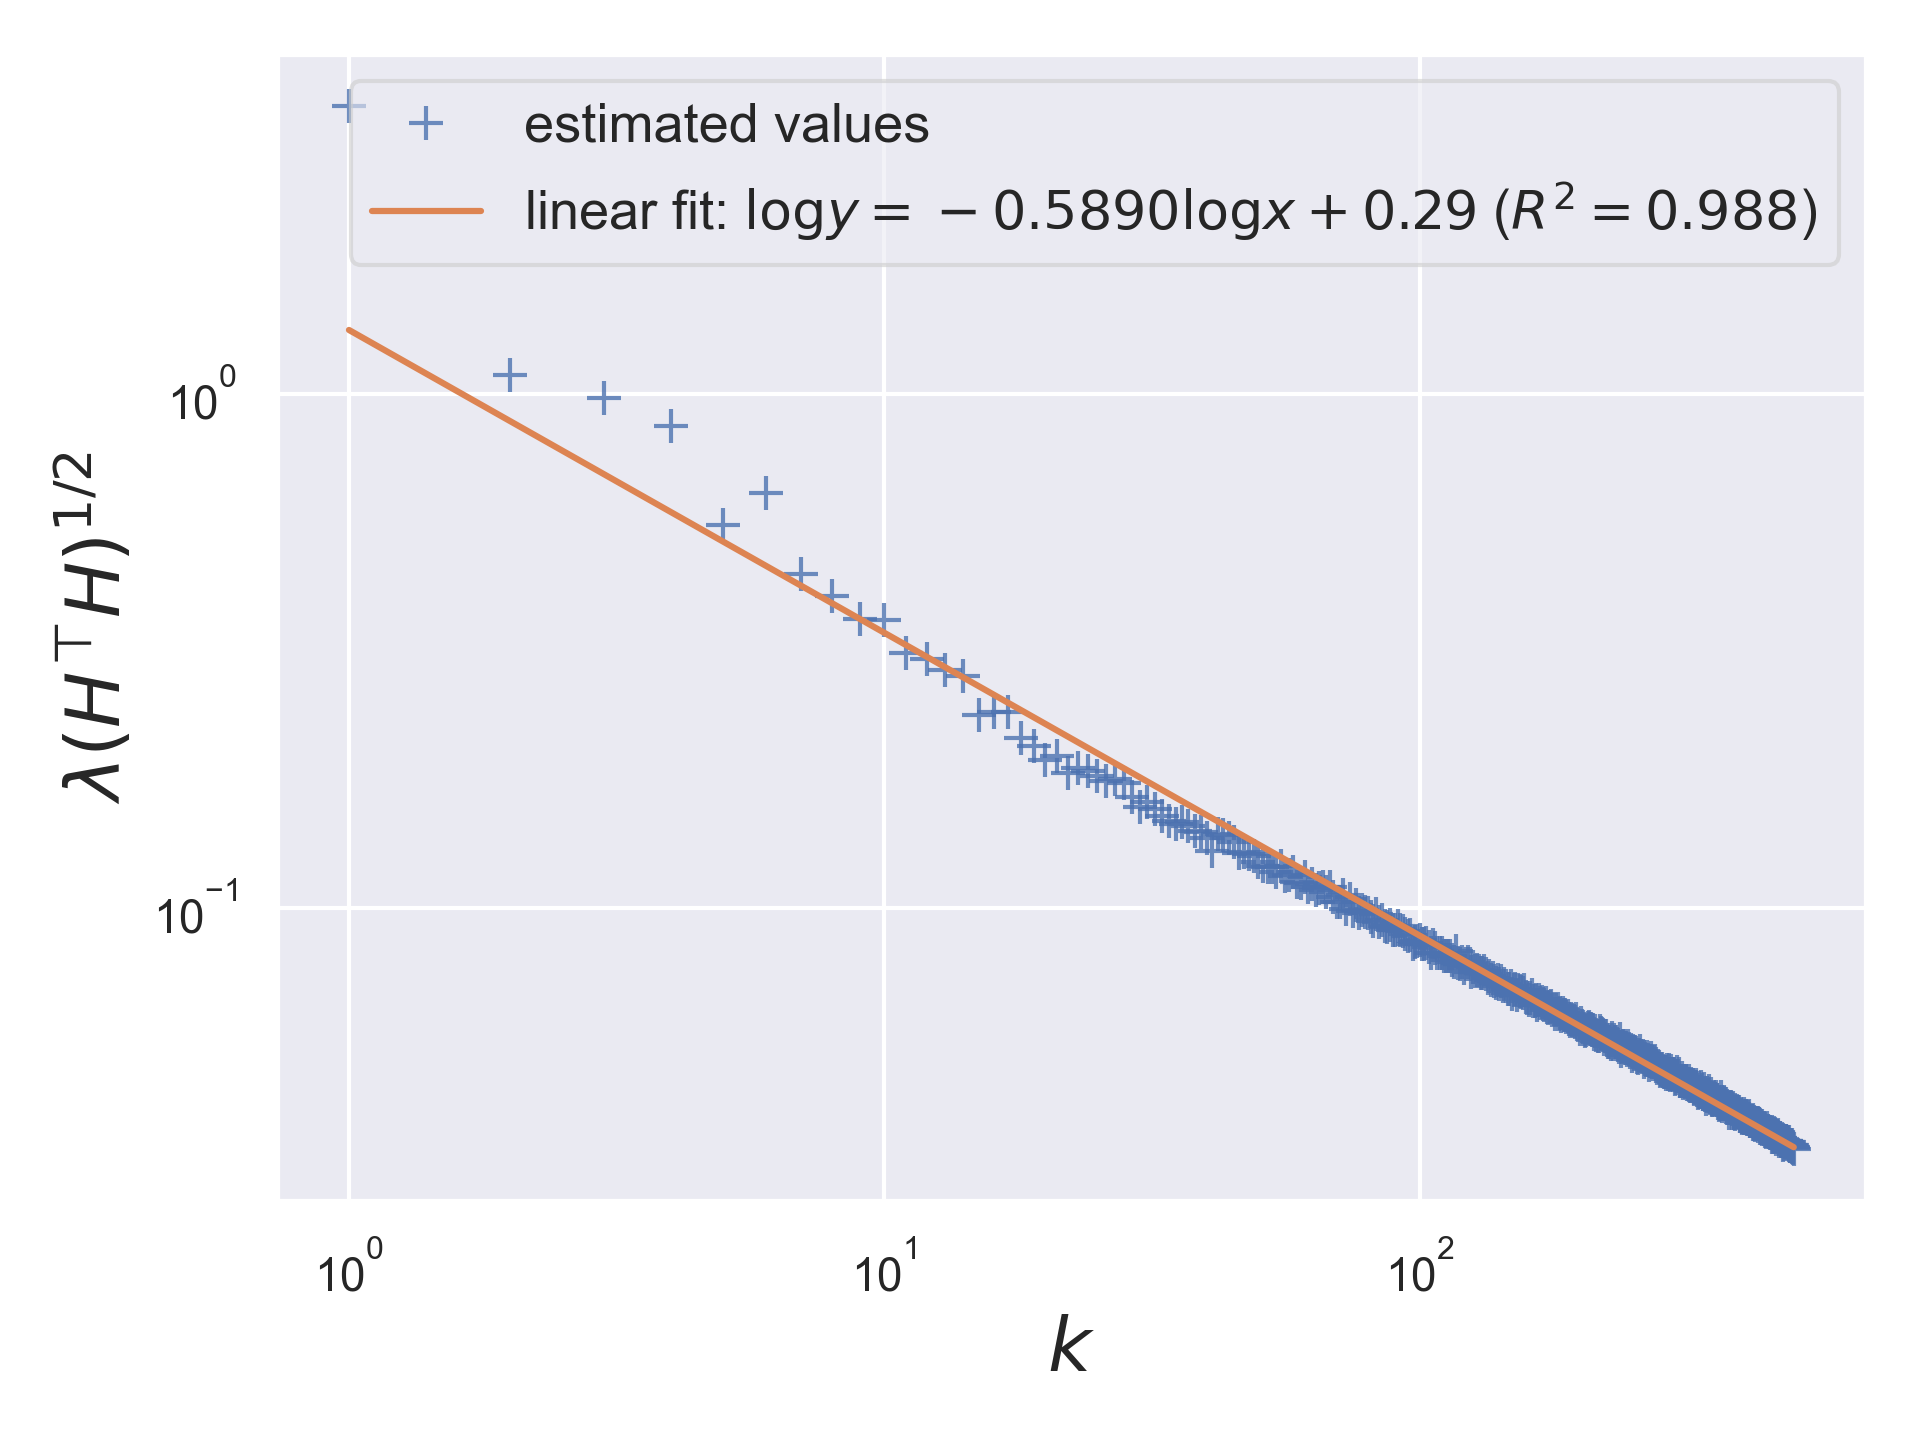 estimated values
linear fit: log y = − 0.5890 log x + 0.29 (R² = 0.988)
10⁰
10⁻¹
λ(H⊤H)¹/²
10⁰
10¹
10²
k